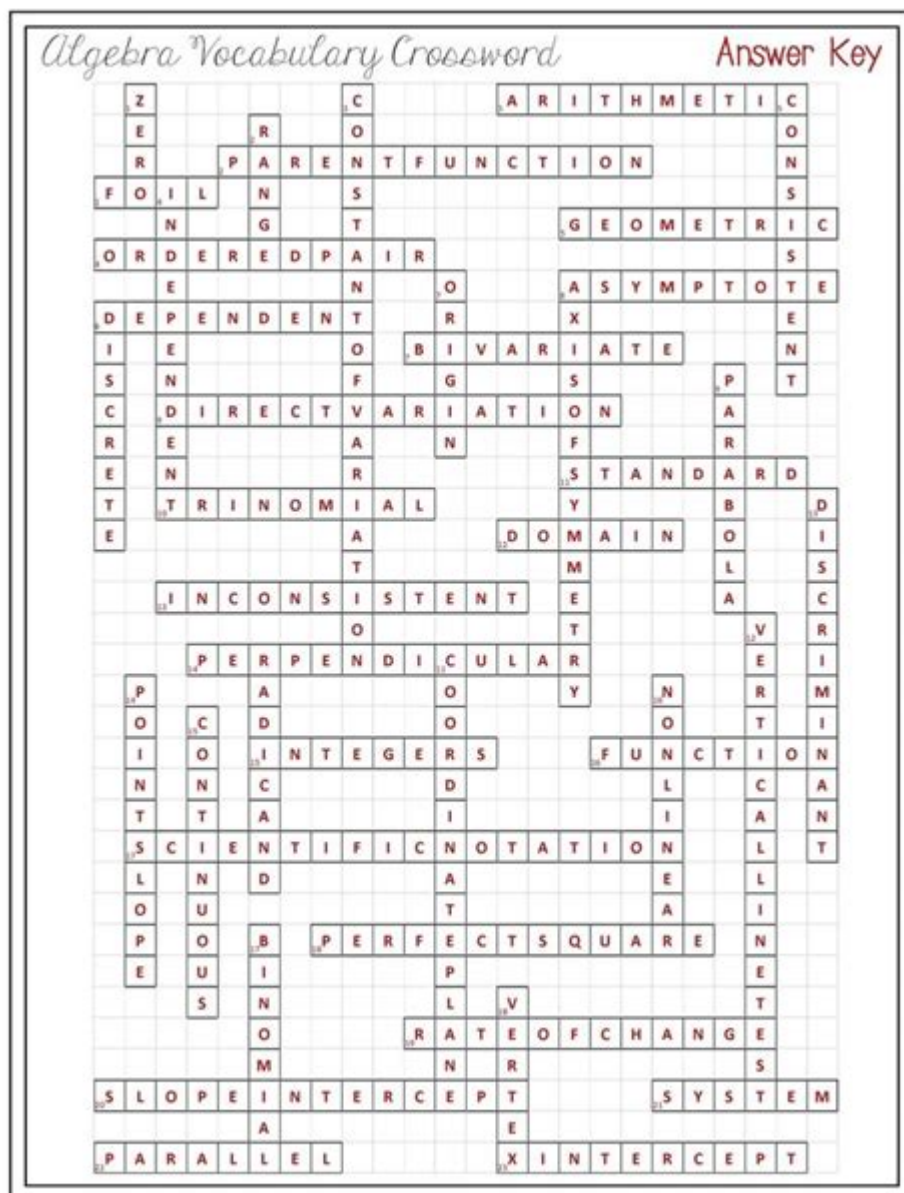 Algebra Vocabulary Crossword
Answer Key
ZERO
CONSTANTOFVARIATION
ARITHMETIC
CONSISTENT
RANGE
PARENTFUNCTION
FOIL
INDEPENDENT
GEOMETRIC
ORDEREDPAIR
ORIGIN
ASYMPTOTE
AXISOFSYMMETRY
DEPENDENT
DISCRETE
BIVARIATE
PARABOLA
DIRECTVARIATION
STANDARD
TRINOMIAL
DISCRIMINANT
DOMAIN
INCONSISTENT
VERTICALLINETEST
PERPENDICULAR
RADICAND
COORDINATEPLANE
POINTSLOPE
NONLINEAR
CONTINUOUS
INTEGERS
FUNCTION
SCIENTIFICNOTATION
BINOMIAL
PERFECTSQUARE
VERTEX
RATEOFCHANGE
SLOPEINTERCEPT
SYSTEM
PARALLEL
XINTERCEPT